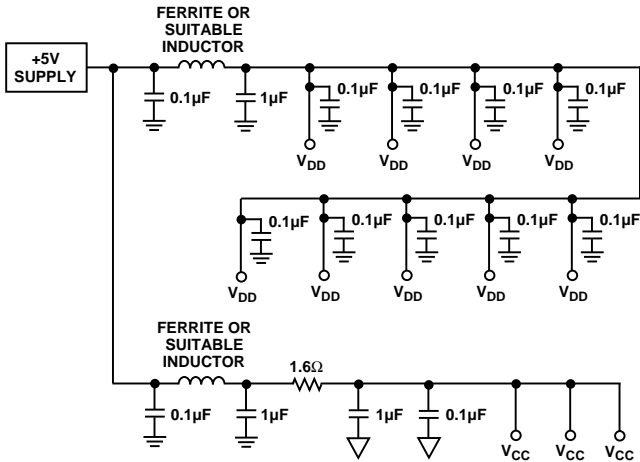 FERRITE OR
SUITABLE
INDUCTOR
+5V
SUPPLY
0.1µF
1µF
0.1µF
0.1µF
0.1µF
0.1µF
VDD
VDD
VDD
VDD
0.1µF
0.1µF
0.1µF
0.1µF
0.1µF
VDD
VDD
VDD
VDD
VDD
FERRITE OR
SUITABLE
INDUCTOR
1.6Ω
0.1µF
1µF
1µF
0.1µF
VCC
VCC
VCC